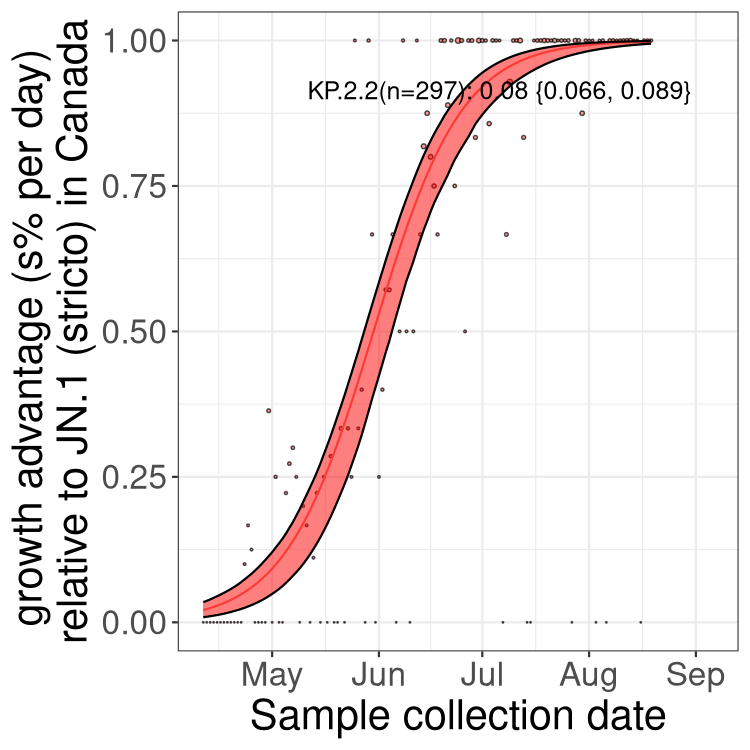 growth advantage (s% per day)
relative to JN.1 (stricto) in Canada
1.00
0.75
0.50
0.25
0.00
KP.2.2(n=297): 0.08 {0.066, 0.089}
May Jun Jul Aug Sep
Sample collection date